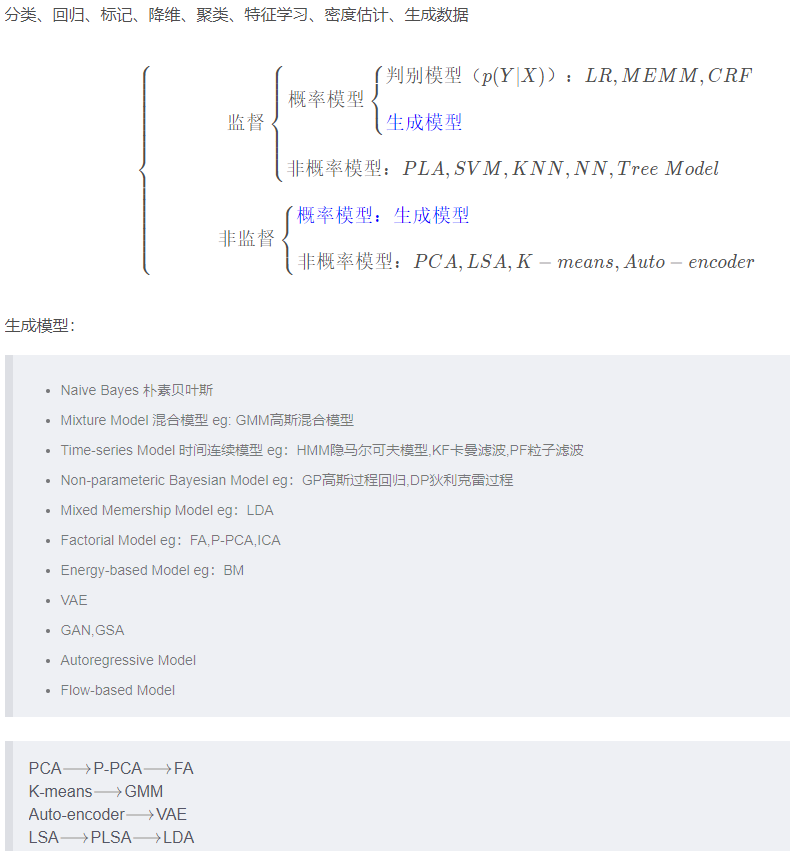 分类、回归、标记、降维、聚类、特征学习、密度估计、生成数据
判别模型（p(Y|X)）：LR, MEMM, CRF
概率模型
生成模型
监督
非概率模型：PLA, SVM, KNN, NN, Tree Model
概率模型：生成模型
非监督
非概率模型：PCA, LSA, K − means, Auto − encoder
生成模型：
• Naive Bayes 朴素贝叶斯
• Mixture Model 混合模型 eg: GMM高斯混合模型
• Time-series Model 时间连续模型 eg：HMM隐马尔可夫模型,KF卡曼滤波,PF粒子滤波
• Non-parameteric Bayesian Model eg：GP高斯过程回归,DP狄利克雷过程
• Mixed Memership Model eg：LDA
• Factorial Model eg：FA,P-PCA,ICA
• Energy-based Model eg：BM
• VAE
• GAN,GSA
• Autoregressive Model
• Flow-based Model
PCA⟶P-PCA⟶FA
K-means⟶GMM
Auto-encoder⟶VAE
LSA⟶PLSA⟶LDA